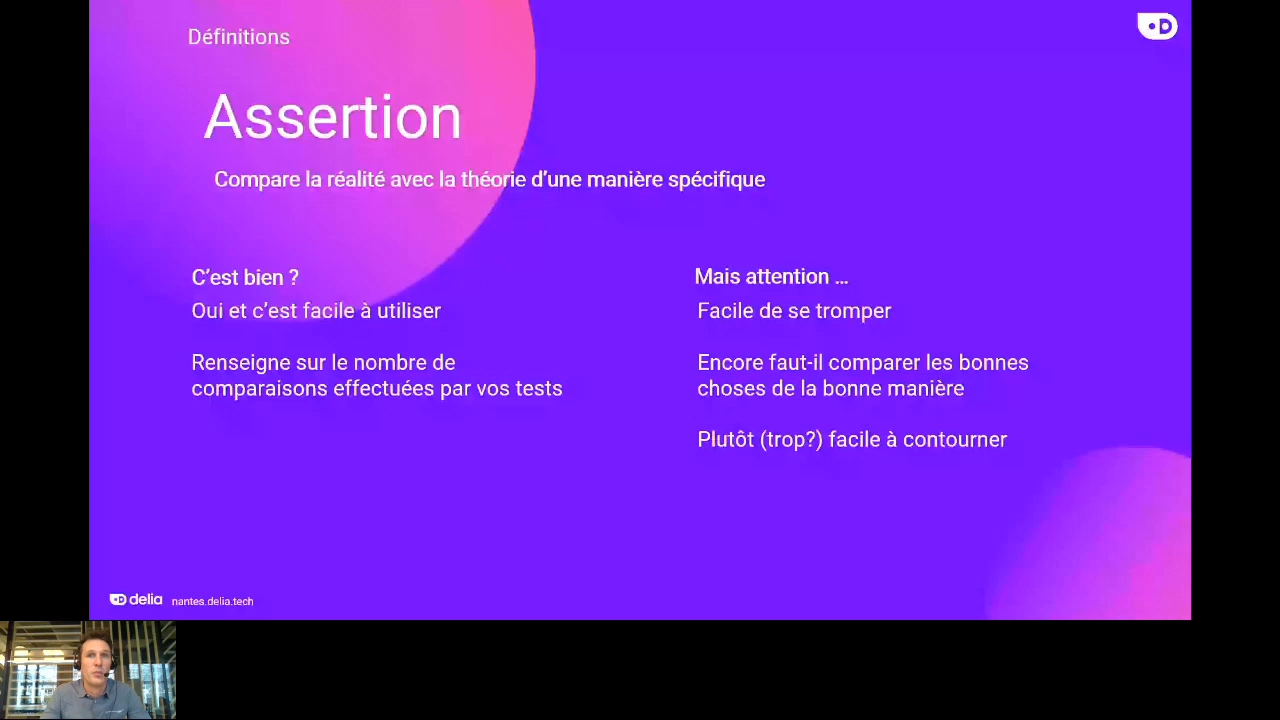 Définitions
Assertion
Compare la réalité avec la théorie d’une manière spécifique
C’est bien ?
Oui et c’est facile à utiliser
Renseigne sur le nombre de
comparaisons effectuées par vos tests
Mais attention ...
Facile de se tromper
Encore faut-il comparer les bonnes
choses de la bonne manière
Plutôt (trop?) facile à contourner
delia nantes.delia.tech